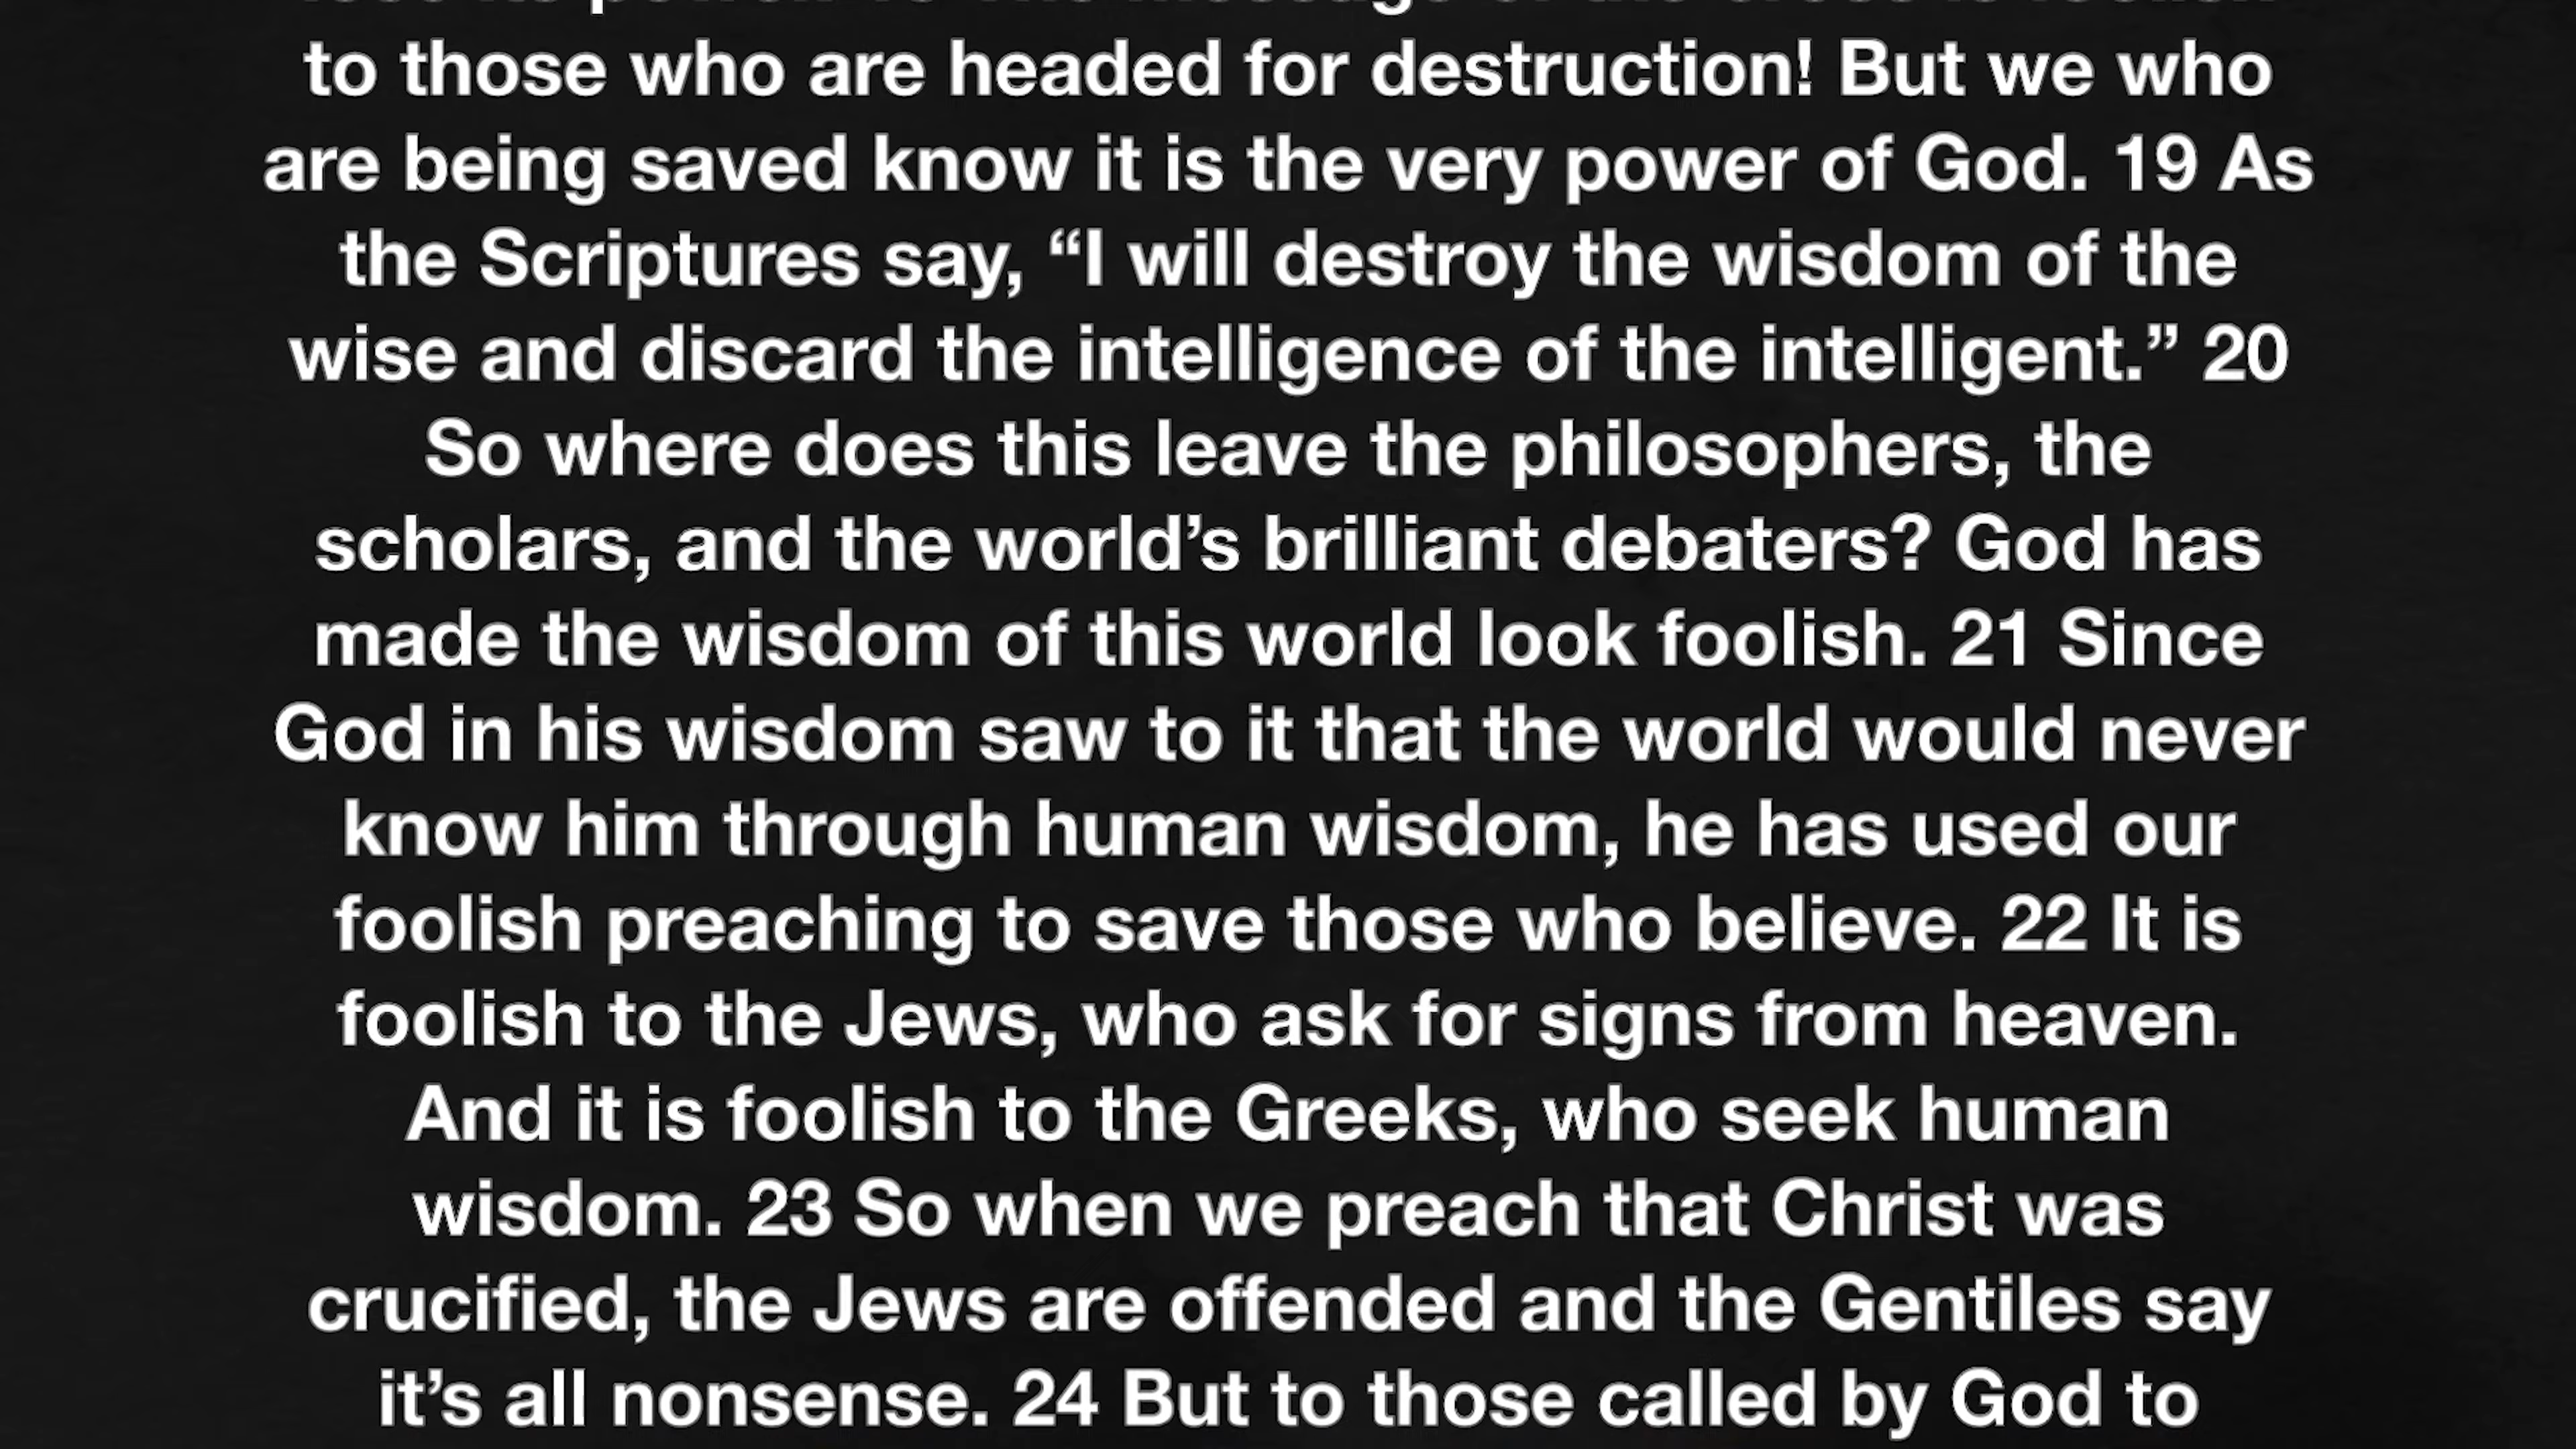 to those who are headed for destruction! But we who
are being saved know it is the very power of God. 19 As
the Scriptures say, “I will destroy the wisdom of the
wise and discard the intelligence of the intelligent.” 20
So where does this leave the philosophers, the
scholars, and the world’s brilliant debaters? God has
made the wisdom of this world look foolish. 21 Since
God in his wisdom saw to it that the world would never
know him through human wisdom, he has used our
foolish preaching to save those who believe. 22 It is
foolish to the Jews, who ask for signs from heaven.
And it is foolish to the Greeks, who seek human
wisdom. 23 So when we preach that Christ was
crucified, the Jews are offended and the Gentiles say
it’s all nonsense. 24 But to those called by God to